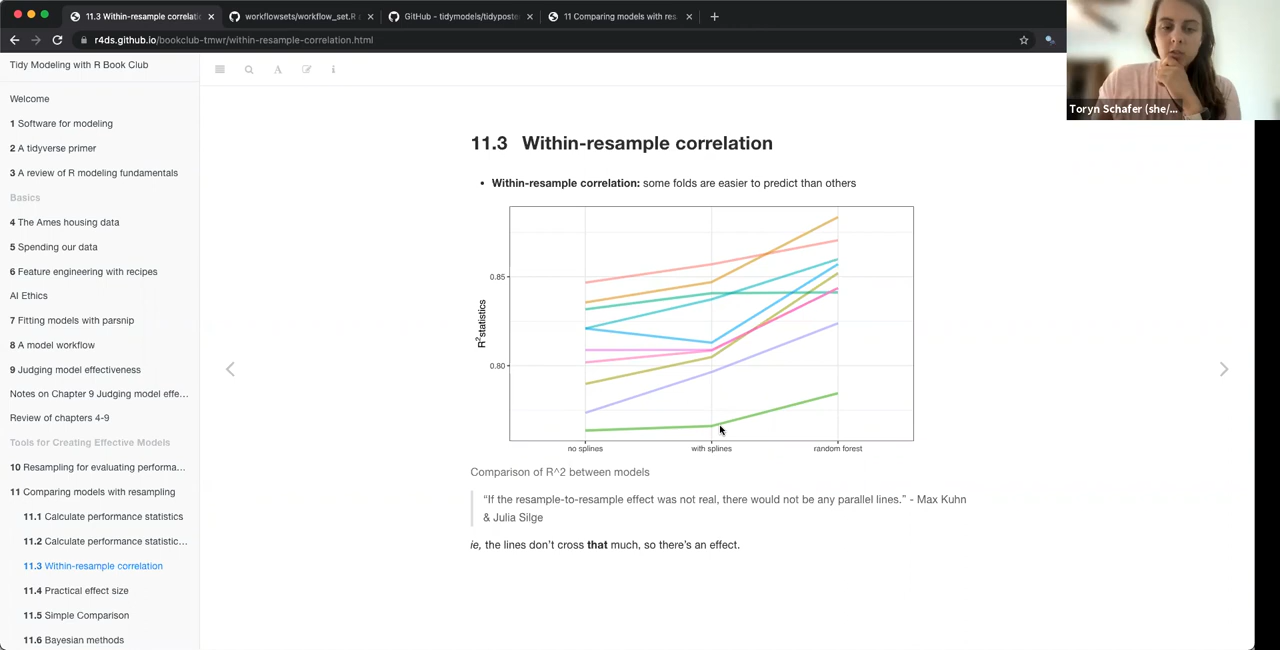 11.3 Within-resample correlati
workflowsets/workflow_set.R
GitHub - tidymodels/tidyposte
11 Comparing models with res
r4ds.github.io/bookclub-tmwr/within-resample-correlation.html
Toryn Schafer (she/...
Tidy Modeling with R Book Club
Welcome
1 Software for modeling
2 A tidyverse primer
3 A review of R modeling fundamentals
Basics
4 The Ames housing data
5 Spending our data
6 Feature engineering with recipes
AI Ethics
7 Fitting models with parsnip
8 A model workflow
9 Judging model effectiveness
Notes on Chapter 9 Judging model effe...
Review of chapters 4-9
Tools for Creating Effective Models
10 Resampling for evaluating performa...
11 Comparing models with resampling
11.1 Calculate performance statistics
11.2 Calculate performance statistic...
11.3 Within-resample correlation
11.4 Practical effect size
11.5 Simple Comparison
11.6 Bayesian methods
A
i
11.3 Within-resample correlation
• Within-resample correlation: some folds are easier to predict than others
0.85
R² statistics
0.80
no splines
with splines
random forest
Comparison of R^2 between models
“If the resample-to-resample effect was not real, there would not be any parallel lines.” - Max Kuhn
& Julia Silge
ie, the lines don’t cross that much, so there’s an effect.